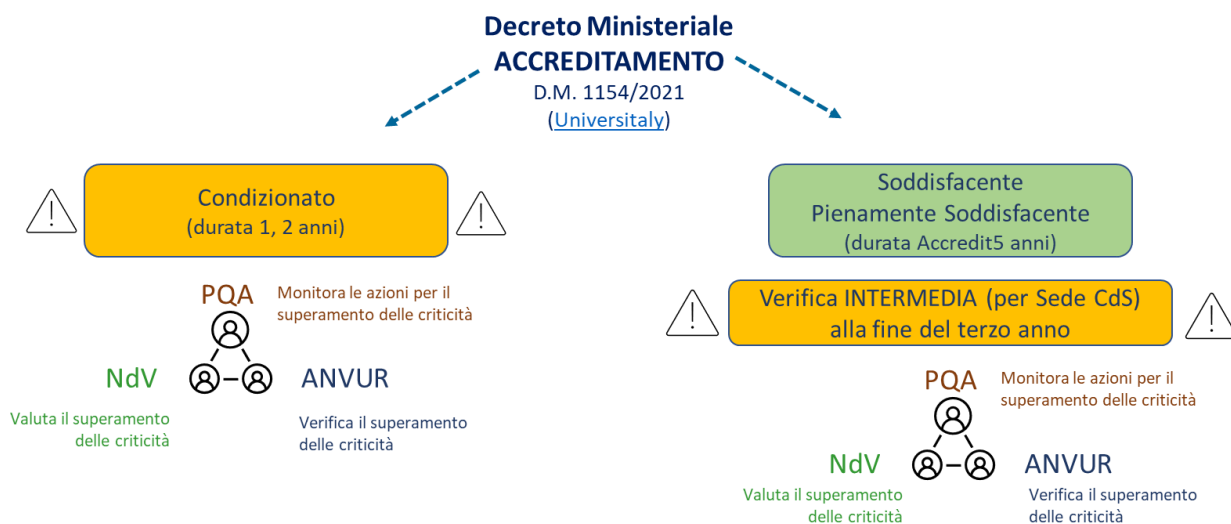 Decreto Ministeriale
ACCREDITAMENTO
D.M. 1154/2021
(Universitaly)
Condizionato
(durata 1, 2 anni)
PQA
Monitora le azioni per il
superamento delle criticità
NdV
ANVUR
Valuta il superamento
delle criticità
Verifica il superamento
delle criticità
Soddisfacente
Pienamente Soddisfacente
(durata Accredit5 anni)
Verifica INTERMEDIA (per Sede CdS)
alla fine del terzo anno
PQA
Monitora le azioni per il
superamento delle criticità
NdV
ANVUR
Valuta il superamento
delle criticità
Verifica il superamento
delle criticità